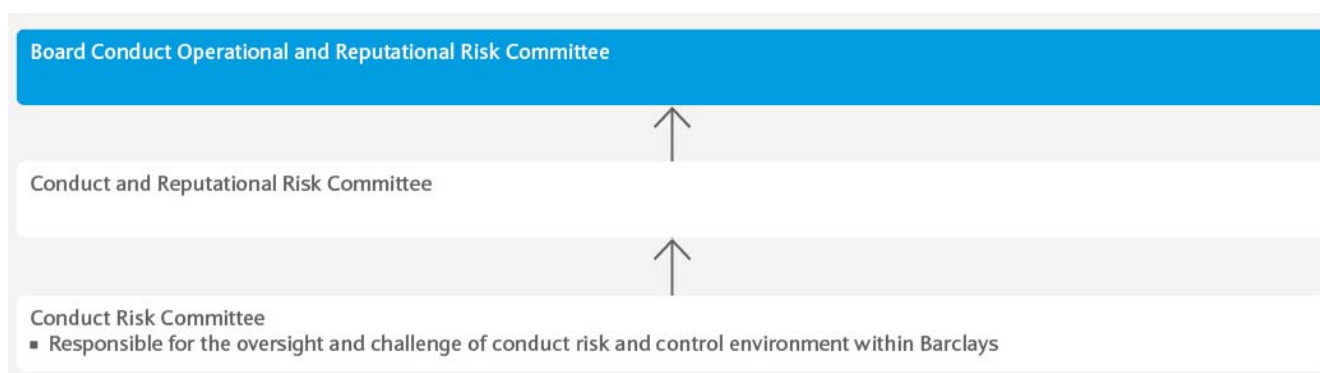 Board Conduct Operational and Reputational Risk Committee
Conduct and Reputational Risk Committee
Conduct Risk Committee
▪ Responsible for the oversight and challenge of conduct risk and control environment within Barclays